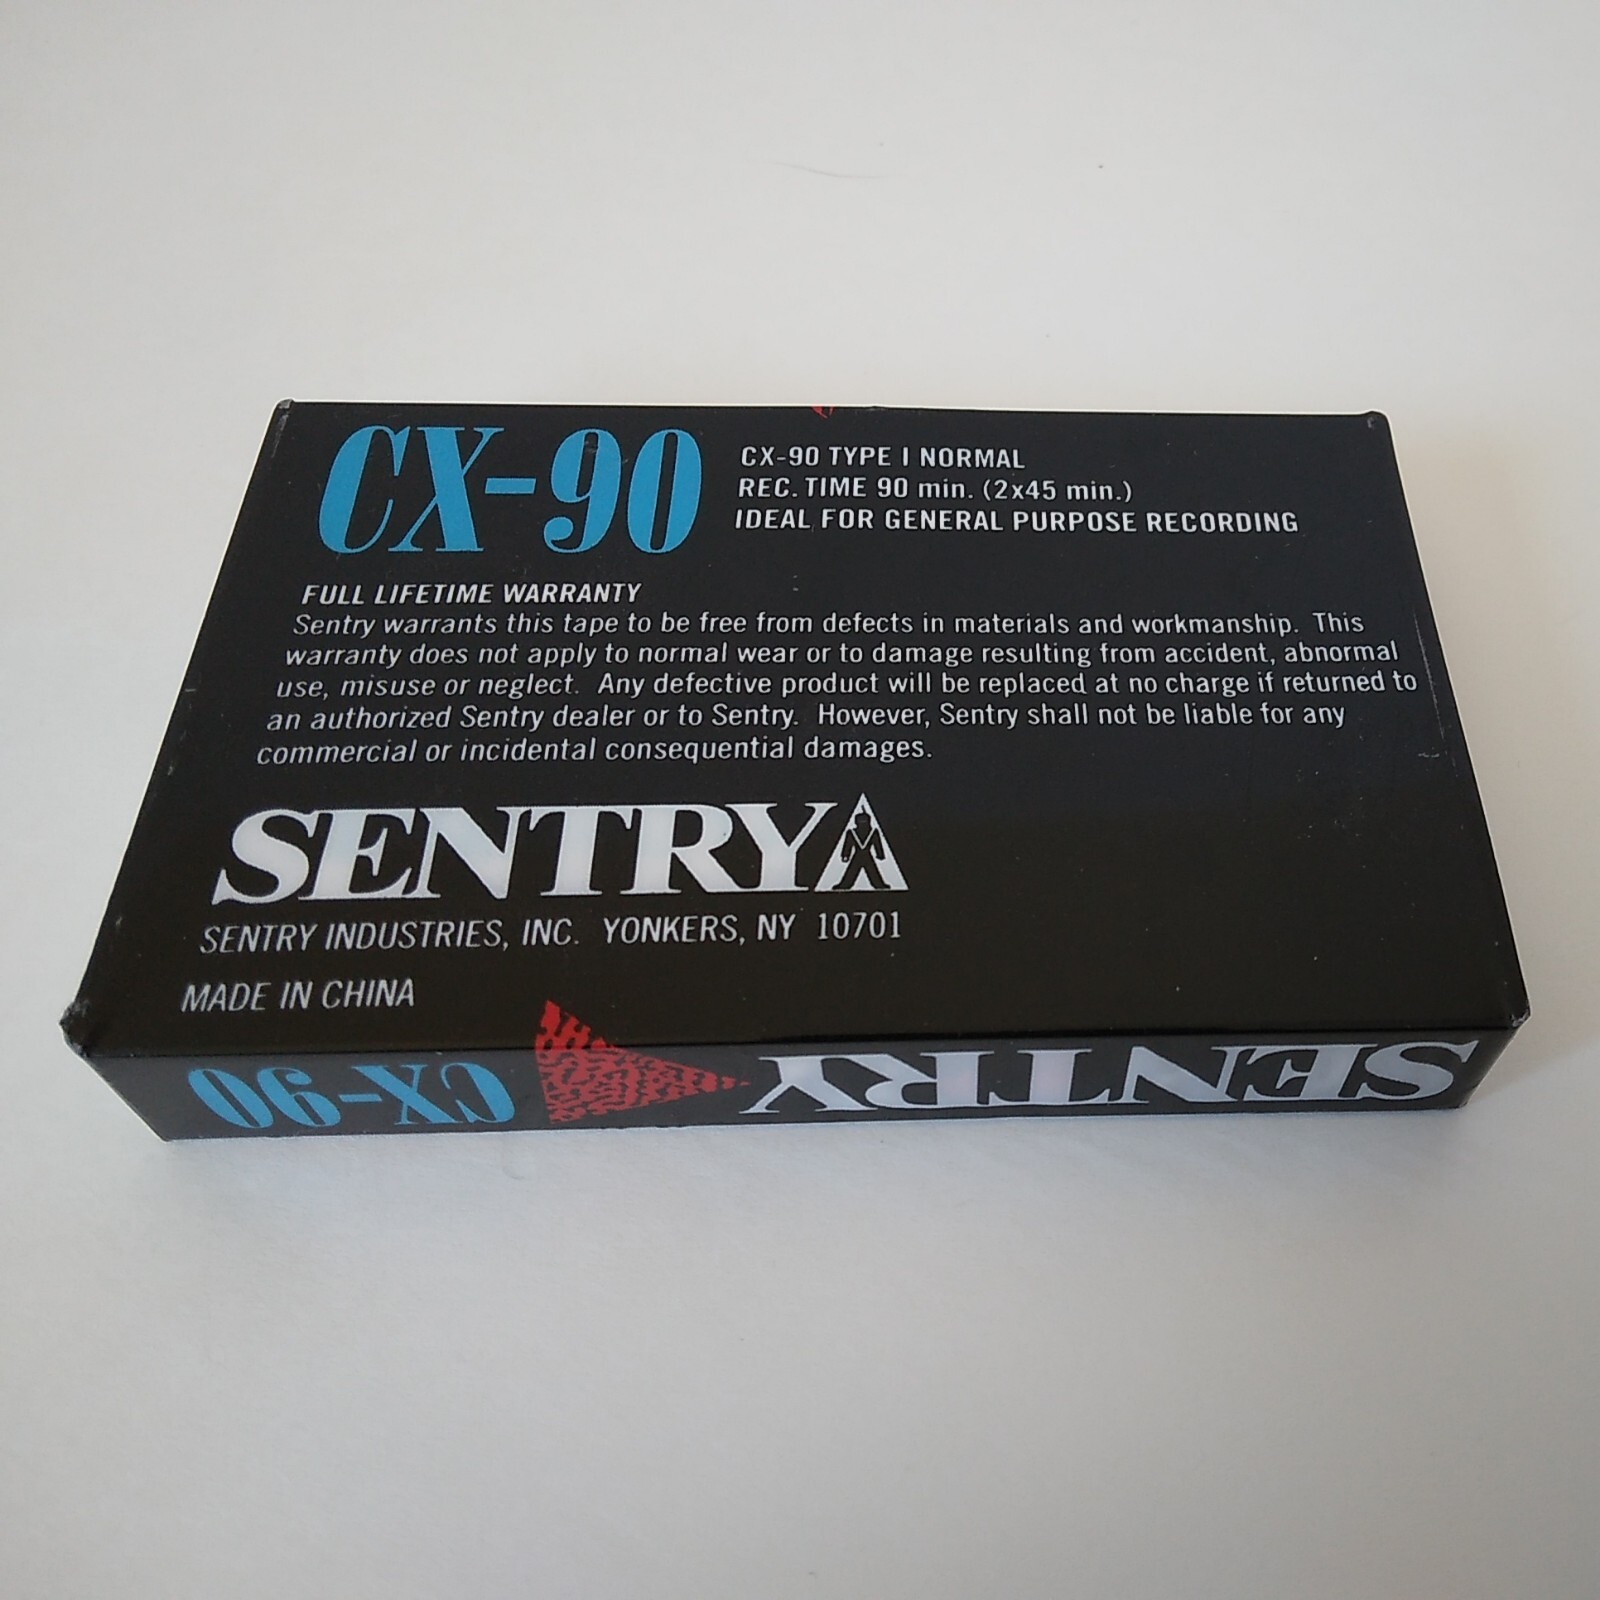 CX-90
CX-90 TYPE I NORMAL
REC. TIME 90 min. (2x45 min.)
IDEAL FOR GENERAL PURPOSE RECORDING
FULL LIFETIME WARRANTY
Sentry warrants this tape to be free from defects in materials and workmanship. This
warranty does not apply to normal wear or to damage resulting from accident, abnormal
use, misuse or neglect. Any defective product will be replaced at no charge if returned to
an authorized Sentry dealer or to Sentry. However, Sentry shall not be liable for any
commercial or incidental consequential damages.
SENTRY
SENTRY INDUSTRIES, INC. YONKERS, NY 10701
MADE IN CHINA
SENTRY CX-90